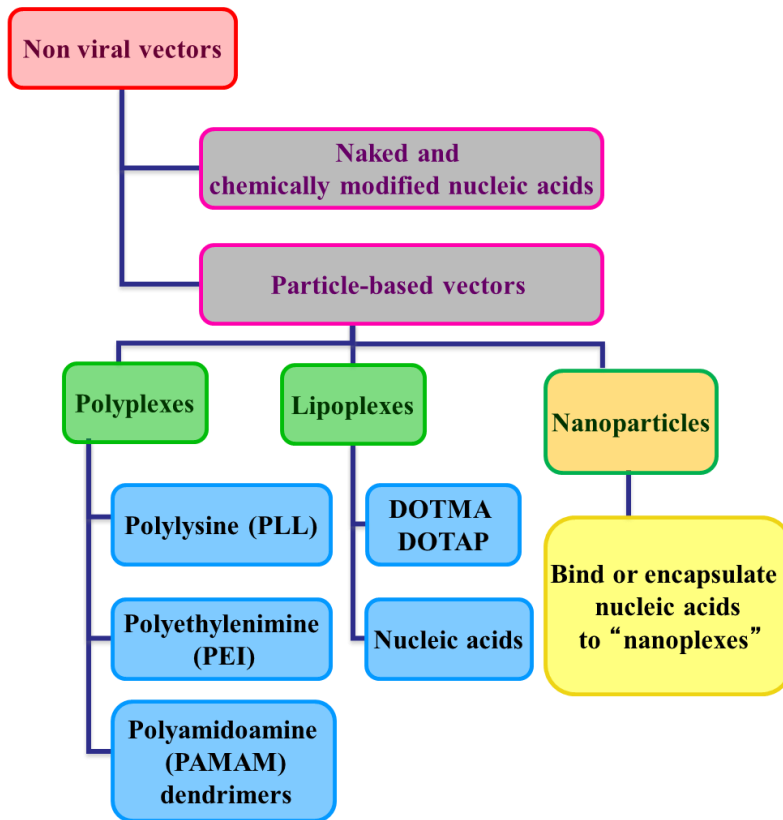 Non viral vectors
Naked and
chemically modified nucleic acids
Particle-based vectors
Polyplexes
Lipoplexes
Nanoparticles
Polylysine (PLL)
Polyethylenimine
(PEI)
Polyamidoamine
(PAMAM)
dendrimers
DOTMA
DOTAP
Nucleic acids
Bind or encapsulate
nucleic acids
to “nanoplexes”